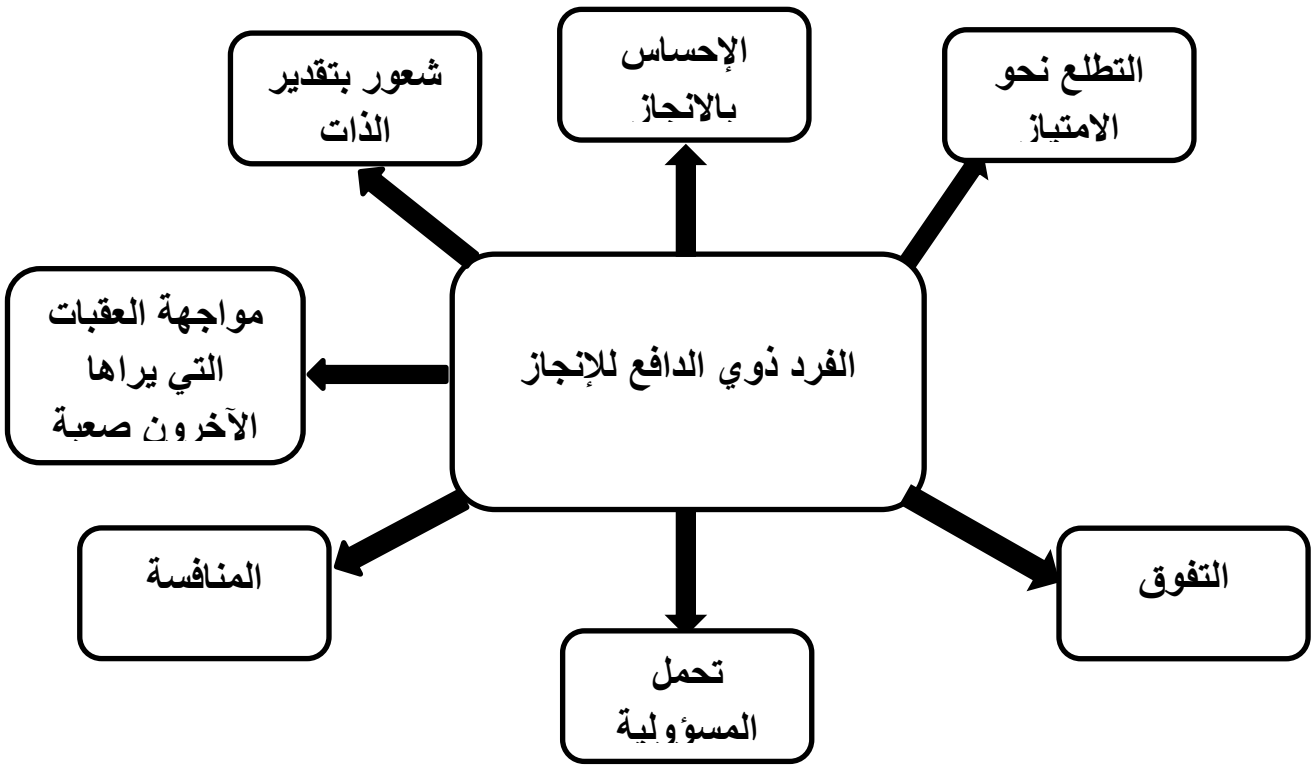 التطلع نحو
الامتياز
الإحساس
بالانجاز
شعور بتقدير
الذات
الفرد ذوي الدافع للإنجاز
مواجهة العقبات
التي يراها
الآخرون صعبة
التفوق
المنافسة
تحمل
المسؤولية